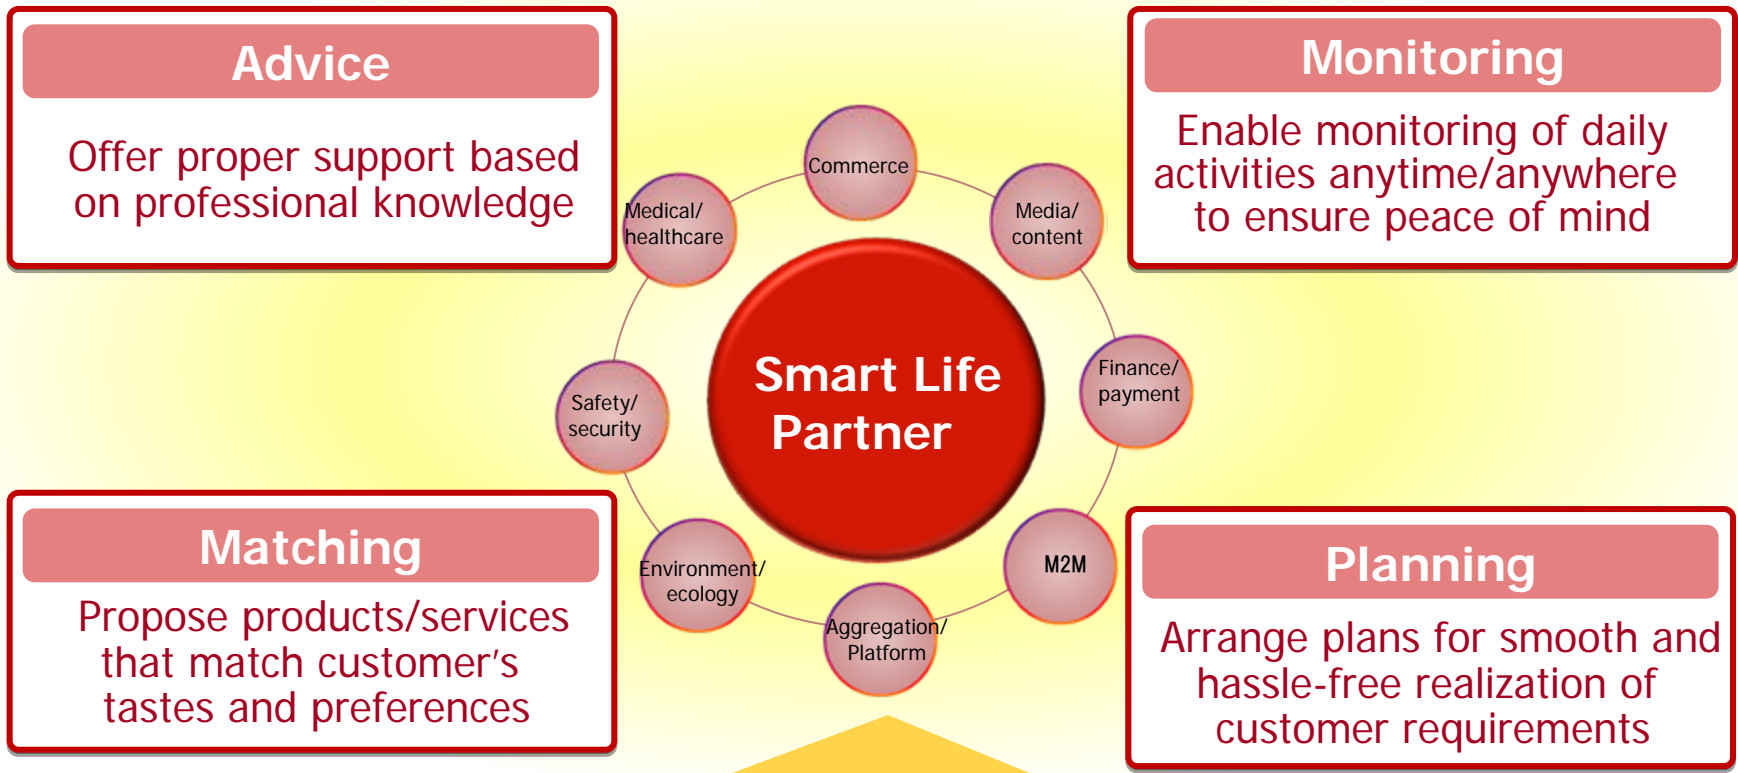 Advice
Offer proper support based
on professional knowledge
Monitoring
Enable monitoring of daily
activities anytime/anywhere
to ensure peace of mind
Commerce
Medical/
healthcare
Media/
content
Smart Life
Partner
Finance/
payment
Safety/
security
Environment/
ecology
M2M
Aggregation/
Platform
Matching
Propose products/services
that match customer's
tastes and preferences
Planning
Arrange plans for smooth and
hassle-free realization of
customer requirements